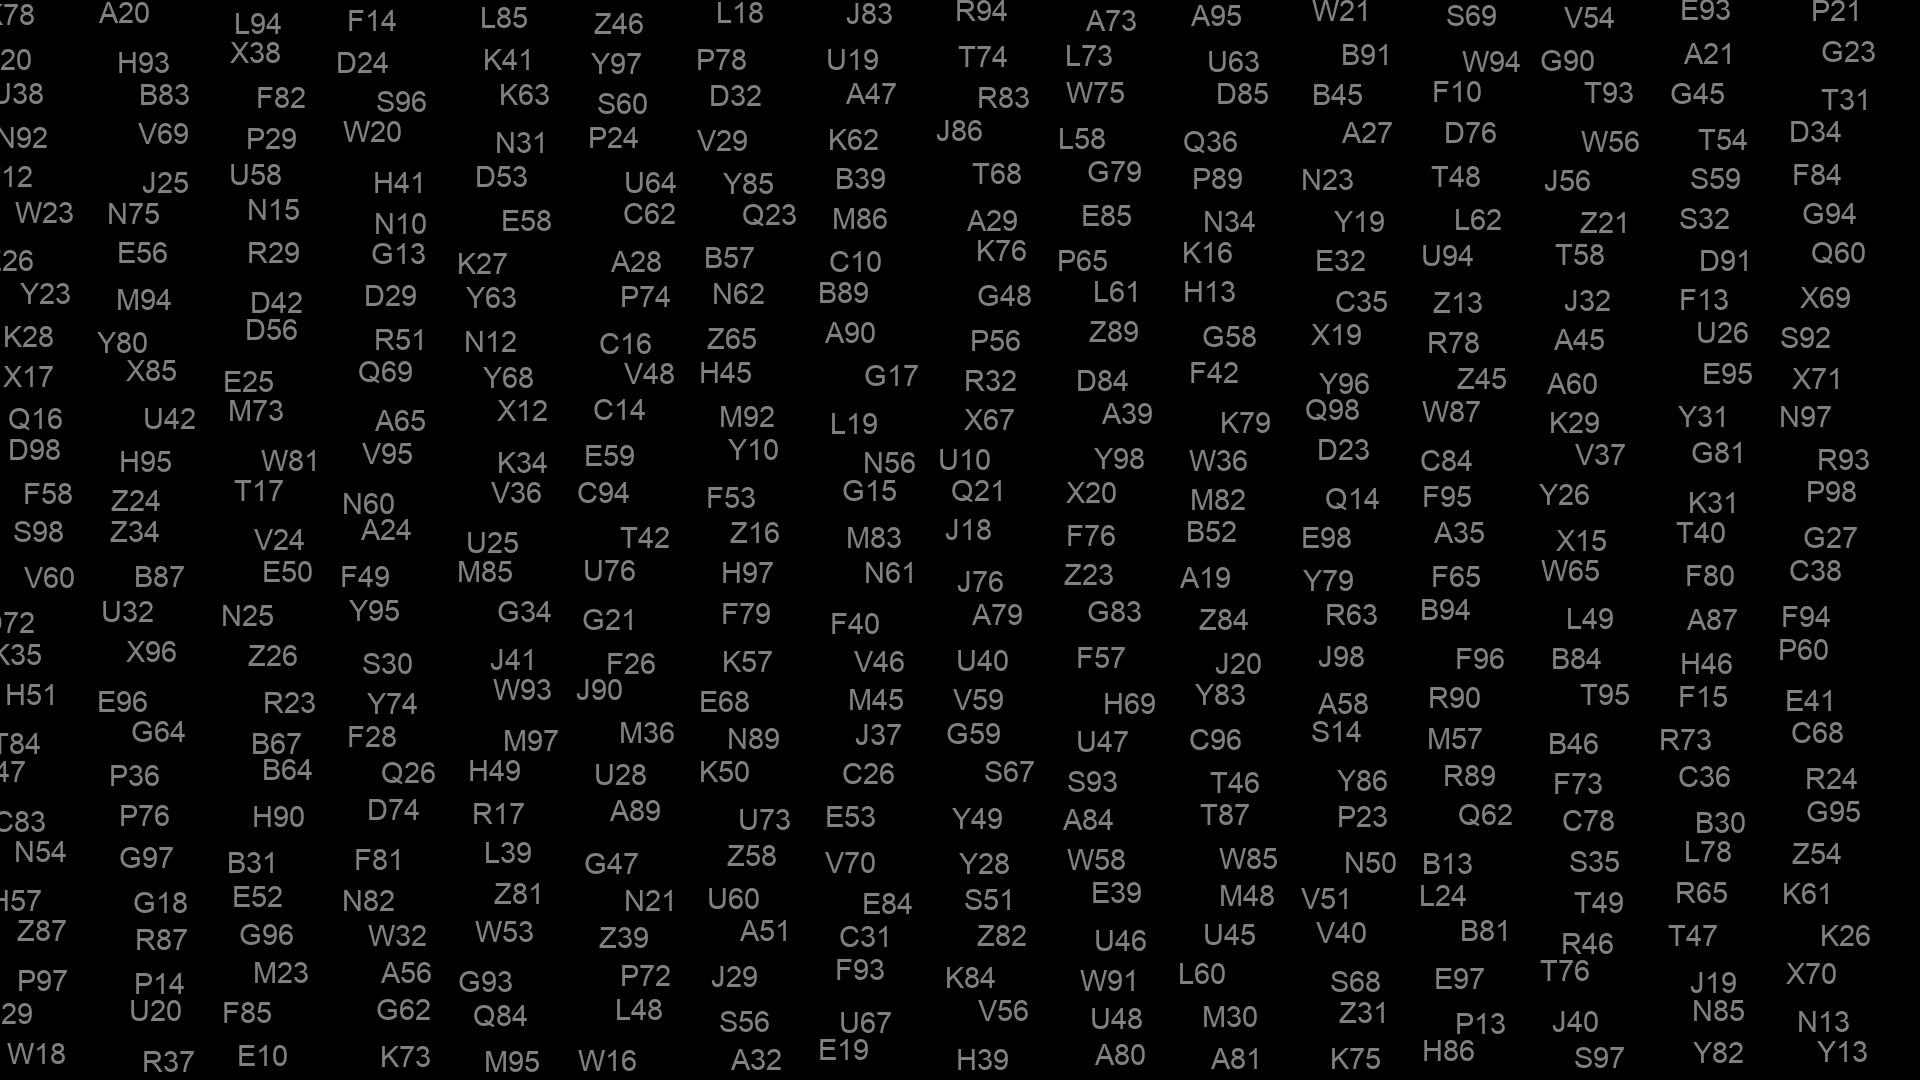 78 A20 L94 F14 L85 Z46 L18 J83 R94 A73 A95 W21 S69 V54 E93 P21
20 H93 X38 D24 K41 Y97 P78 U19 T74 L73 U63 B91 W94 G90 A21 G23
U38 B83 F82 S96 K63 S60 D32 A47 R83 W75 D85 B45 F10 T93 G45 T31
N92 V69 P29 W20 N31 P24 V29 K62 J86 L58 Q36 A27 D76 W56 T54 D34
12 J25 U58 H41 D53 U64 Y85 B39 T68 G79 P89 N23 T48 J56 S59 F84
W23 N75 N15 N10 E58 C62 Q23 M86 A29 E85 N34 Y19 L62 Z21 S32 G94
26 E56 R29 G13 K27 A28 B57 C10 K76 P65 K16 E32 U94 T58 D91 Q60
Y23 M94 D42 D29 Y63 P74 N62 B89 G48 L61 H13 C35 Z13 J32 F13 X69
K28 Y80 D56 R51 N12 C16 Z65 A90 P56 Z89 G58 X19 R78 A45 U26 S92
X17 X85 E25 Q69 Y68 V48 H45 G17 R32 D84 F42 Y96 Z45 A60 E95 X71
Q16 U42 M73 A65 X12 C14 M92 L19 X67 A39 K79 Q98 W87 K29 Y31 N97
D98 H95 W81 V95 K34 E59 Y10 N56 U10 Y98 W36 D23 C84 V37 G81 R93
F58 Z24 T17 N60 V36 C94 F53 G15 Q21 X20 M82 Q14 F95 Y26 K31 P98
S98 Z34 V24 A24 U25 T42 Z16 M83 J18 F76 B52 E98 A35 X15 T40 G27
V60 B87 E50 F49 M85 U76 H97 N61 J76 Z23 A19 Y79 F65 W65 F80 C38
72 U32 N25 Y95 G34 G21 F79 F40 A79 G83 Z84 R63 B94 L49 A87 F94
K35 X96 Z26 S30 J41 F26 K57 V46 U40 F57 J20 J98 F96 B84 H46 P60
H51 E96 R23 Y74 W93 J90 E68 M45 V59 H69 Y83 A58 R90 T95 F15 E41
T84 G64 B67 F28 M97 M36 N89 J37 G59 U47 C96 S14 M57 B46 R73 C68
47 P36 B64 Q26 H49 U28 K50 C26 S67 S93 T46 Y86 R89 F73 C36 R24
C83 P76 H90 D74 R17 A89 U73 E53 Y49 A84 T87 P23 Q62 C78 B30 G95
N54 G97 B31 F81 L39 G47 Z58 V70 Y28 W58 W85 N50 B13 S35 L78 Z54
H57 G18 E52 N82 Z81 N21 U60 E84 S51 E39 M48 V51 L24 T49 R65 K61
Z87 R87 G96 W32 W53 Z39 A51 C31 Z82 U46 U45 V40 B81 R46 T47 K26
P97 P14 M23 A56 G93 P72 J29 F93 K84 W91 L60 S68 E97 T76 J19 X70
29 U20 F85 G62 Q84 L48 S56 U67 V56 U48 M30 Z31 P13 J40 N85 N13
W18 R37 E10 K73 M95 W16 A32 E19 H39 A80 A81 K75 H86 S97 Y82 Y13